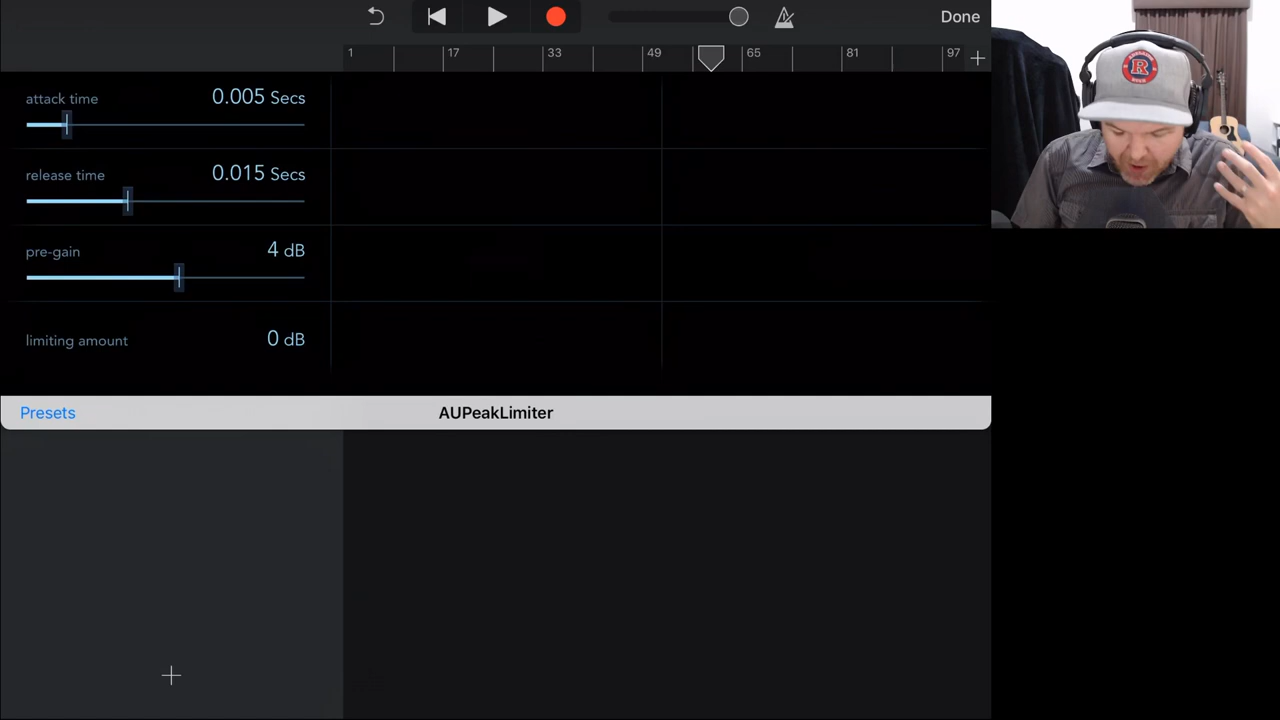 Done
1 17 33 49 65 81 97
attack time 0.005 Secs
release time 0.015 Secs
pre-gain 4 dB
limiting amount 0 dB
Presets AUPeakLimiter
R